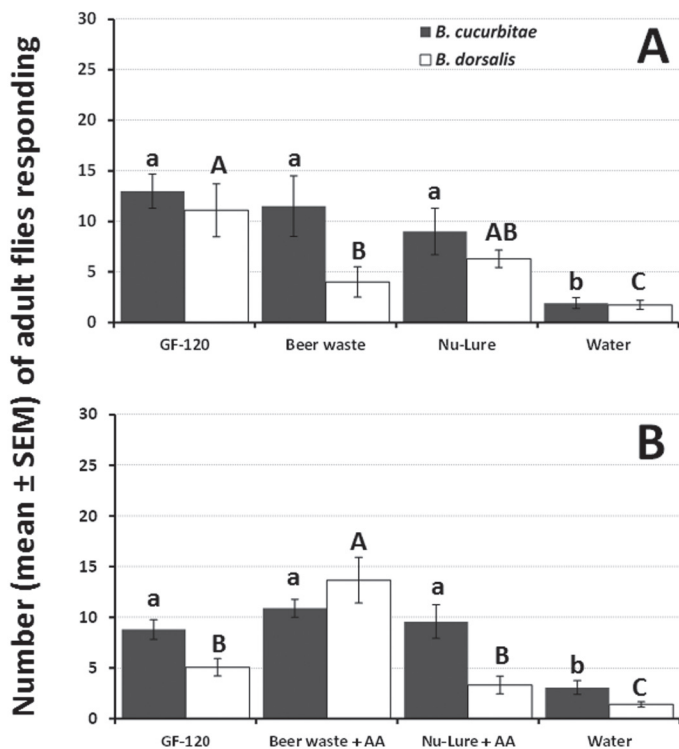 Number (mean ± SEM) of adult flies responding
A
B. cucurbitae
B. dorsalis
30
25
20
15
10
5
0
a
A
a
B
a
AB
b
C
GF-120
Beer waste
Nu-Lure
Water
B
30
25
20
15
10
5
0
a
B
a
A
a
B
b
C
GF-120
Beer waste + AA
Nu-Lure + AA
Water